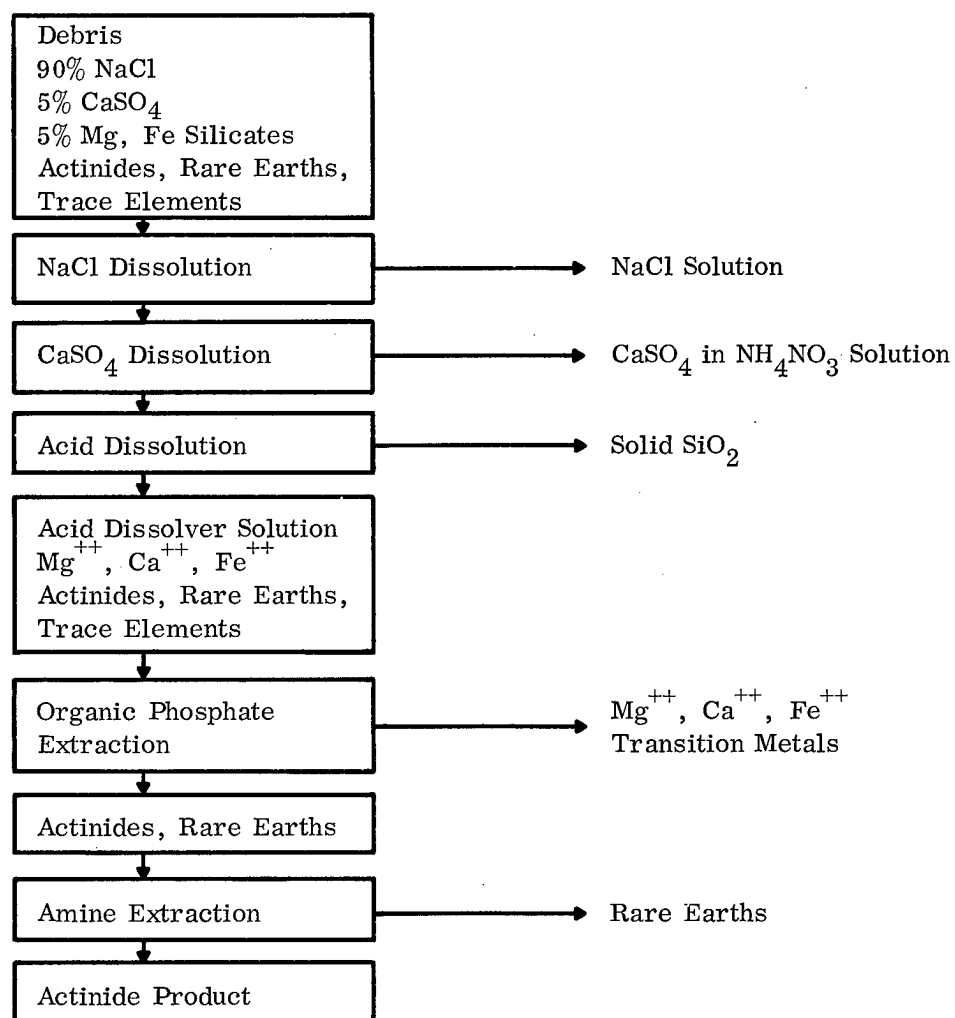 Debris
90% NaCl
5% CaSO4
5% Mg, Fe Silicates
Actinides, Rare Earths,
Trace Elements
NaCl Dissolution
NaCl Solution
CaSO4 Dissolution
CaSO4 in NH4NO3 Solution
Acid Dissolution
Solid SiO2
Acid Dissolver Solution
Mg++, Ca++, Fe++
Actinides, Rare Earths,
Trace Elements
Organic Phosphate
Extraction
Mg++, Ca++, Fe++
Transition Metals
Actinides, Rare Earths
Amine Extraction
Rare Earths
Actinide Product